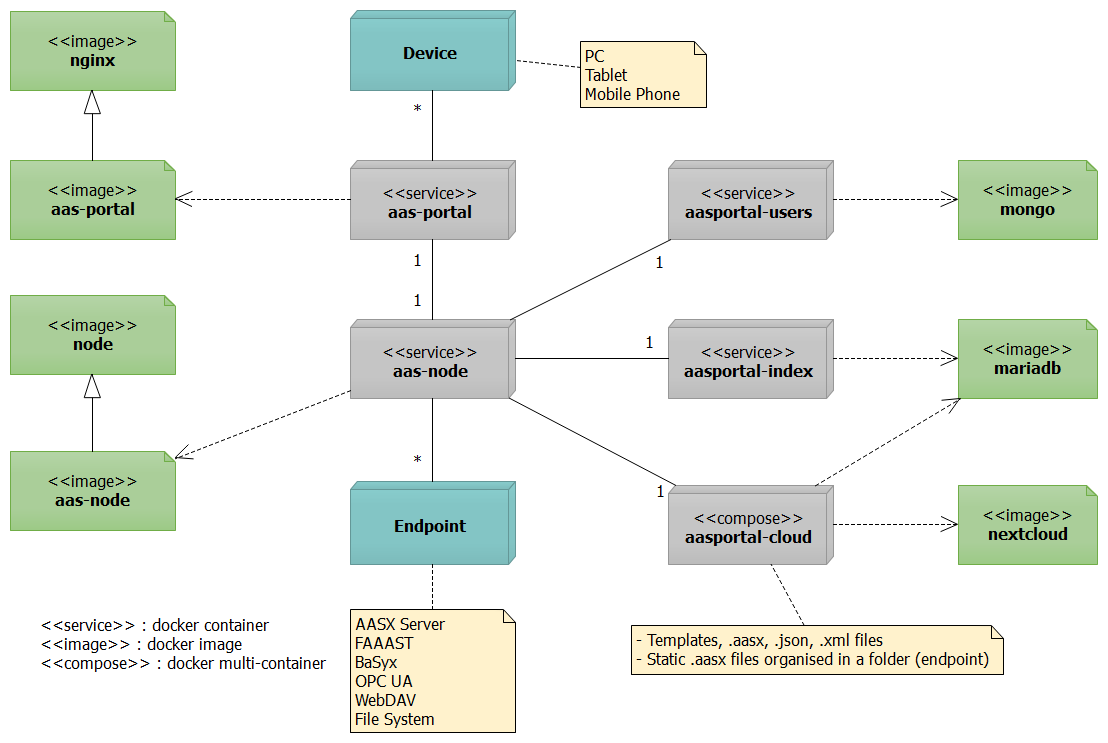 <<image>>
nginx
Device
PC
Tablet
Mobile Phone
*
<<image>>
aas-portal
<<service>>
aas-portal
<<service>>
aasportal-users
<<image>>
mongo
1
1
1
<<image>>
node
<<service>>
aas-node
1
<<service>>
aasportal-index
<<image>>
mariadb
*
1
<<image>>
aas-node
Endpoint
<<compose>>
aasportal-cloud
<<image>>
nextcloud
<<service>> : docker container
<<image>> : docker image
<<compose>> : docker multi-container
AASX Server
FAAAST
BaSyx
OPC UA
WebDAV
File System
- Templates, .aasx, .json, .xml files
- Static .aasx files organised in a folder (endpoint)